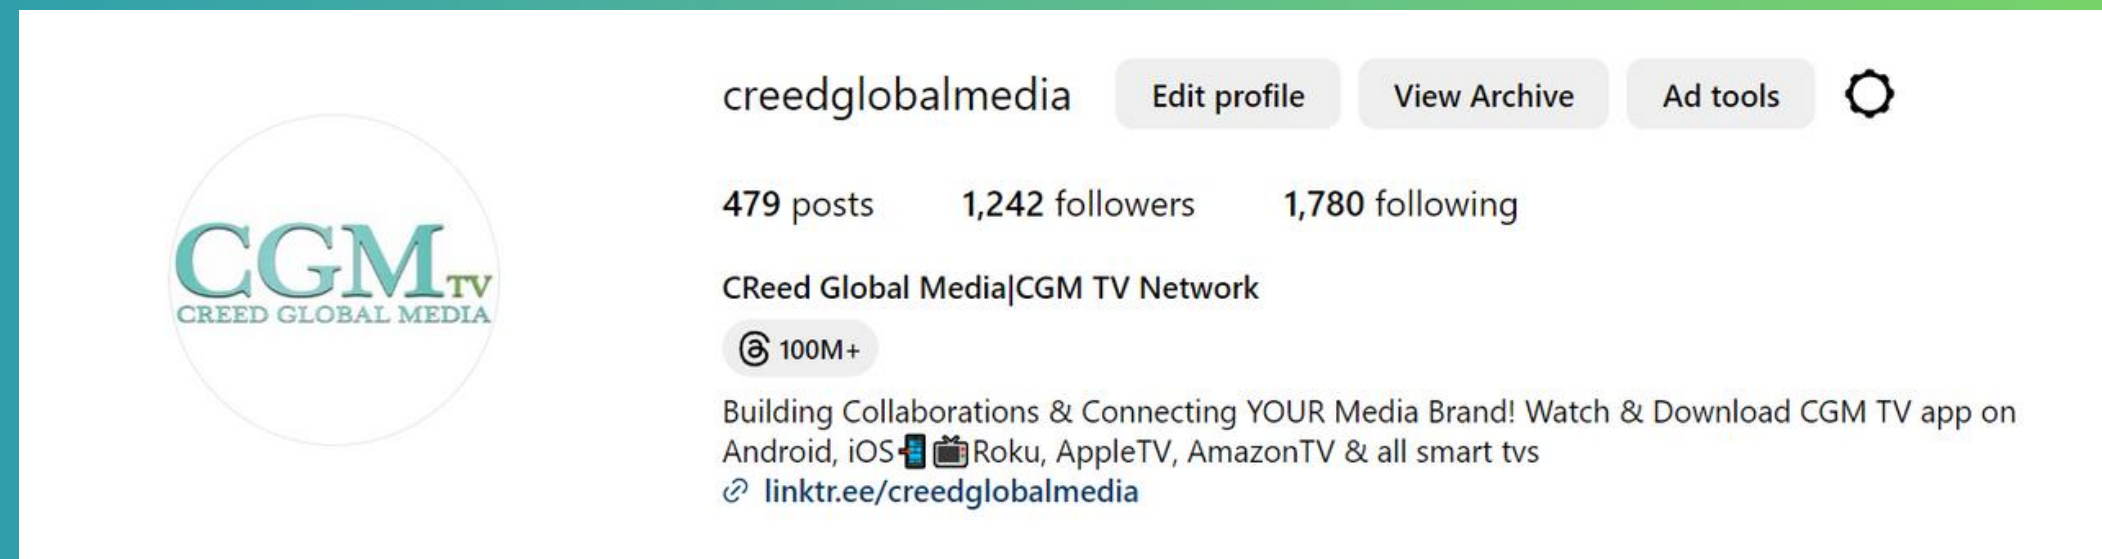 creedglobalmedia Edit profile View Archive Ad tools
479 posts 1,242 followers 1,780 following
CGM TV
CREED GLOBAL MEDIA
CReed Global Media|CGM TV Network
100M+
Building Collaborations & Connecting YOUR Media Brand! Watch & Download CGM TV app on
Android, iOS📲📺Roku, AppleTV, AmazonTV & all smart tvs
linktr.ee/creedglobalmedia